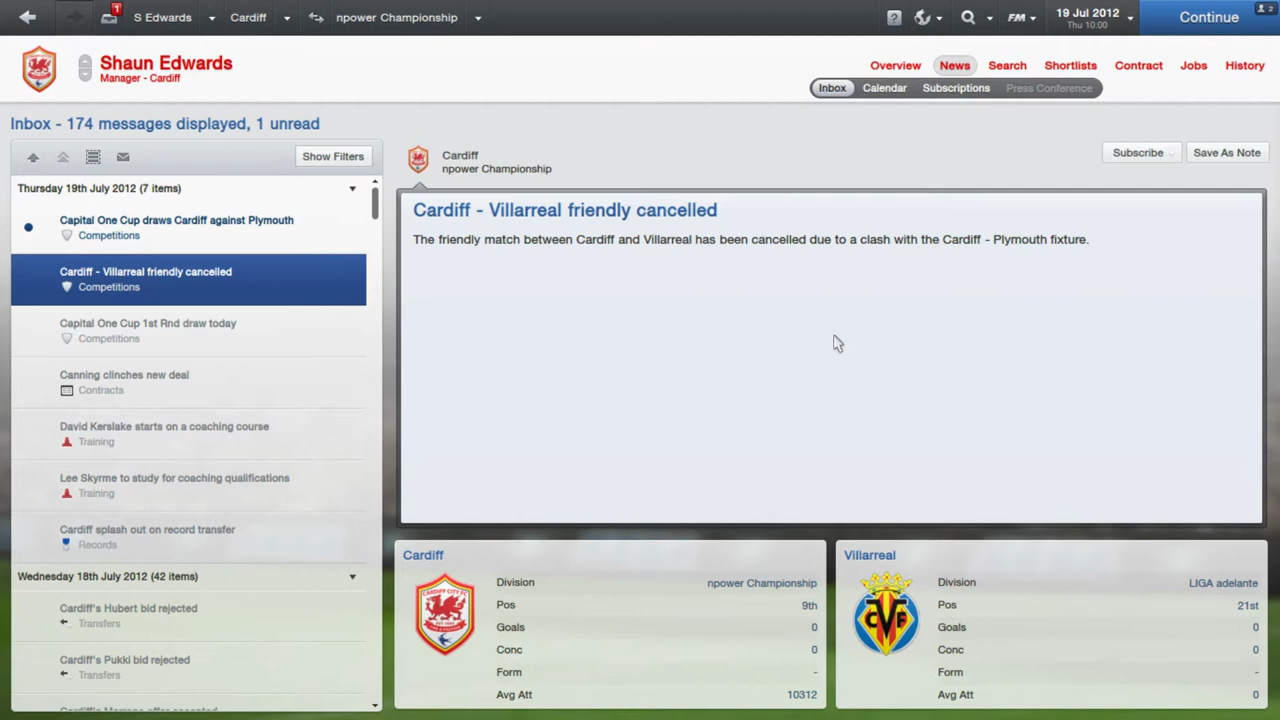 1
S Edwards
Cardiff
npower Championship
?
FM
19 Jul 2012
Thu 10:00
Continue
2
Shaun Edwards
Manager - Cardiff
Overview
News
Search
Shortlists
Contract
Jobs
History
Inbox
Calendar
Subscriptions
Press Conference
Inbox - 174 messages displayed, 1 unread
Show Filters
Thursday 19th July 2012 (7 items)
Capital One Cup draws Cardiff against Plymouth
Competitions
Cardiff - Villarreal friendly cancelled
Competitions
Capital One Cup 1st Rnd draw today
Competitions
Canning clinches new deal
Contracts
David Kerslake starts on a coaching course
Training
Lee Skyrme to study for coaching qualifications
Training
Cardiff splash out on record transfer
Records
Wednesday 18th July 2012 (42 items)
Cardiff's Hubert bid rejected
Transfers
Cardiff's Pukki bid rejected
Transfers
Cardiff
npower Championship
Subscribe
Save As Note
Cardiff - Villarreal friendly cancelled
The friendly match between Cardiff and Villarreal has been cancelled due to a clash with the Cardiff - Plymouth fixture.
Cardiff
CARDIFF CITY FC
Division npower Championship
Pos 9th
Goals 0
Conc 0
Form -
Avg Att 10312
Villarreal
Division LIGA adelante
Pos 21st
Goals 0
Conc 0
Form -
Avg Att 0